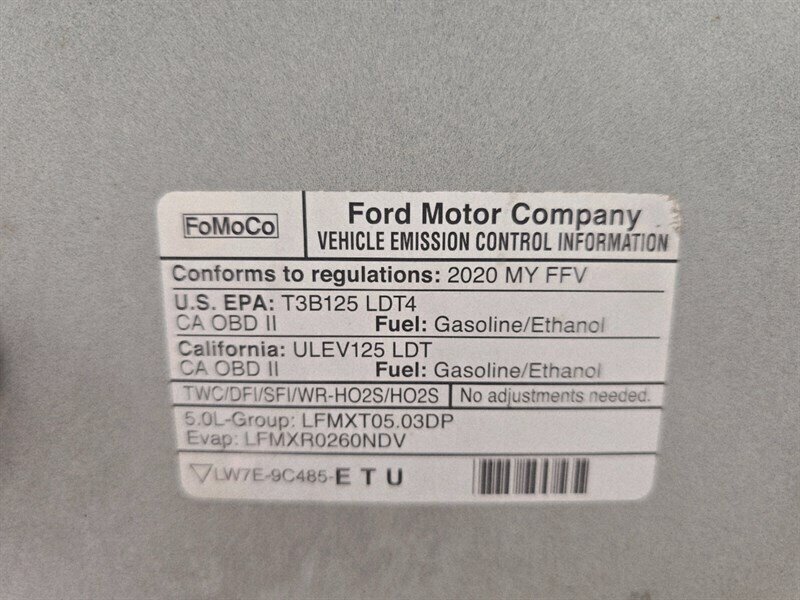 FoMoCo
Ford Motor Company
VEHICLE EMISSION CONTROL INFORMATION
Conforms to regulations: 2020 MY FFV
U.S. EPA: T3B125 LDT4
CA OBD II Fuel: Gasoline/Ethanol
California: ULEV125 LDT
CA OBD II Fuel: Gasoline/Ethanol
TWC/DFI/SFI/WR-HO2S/HO2S No adjustments needed.
5.0L-Group: LFMXT05.03DP
Evap: LFMXR0260NDV
LW7E-9C485-E T U